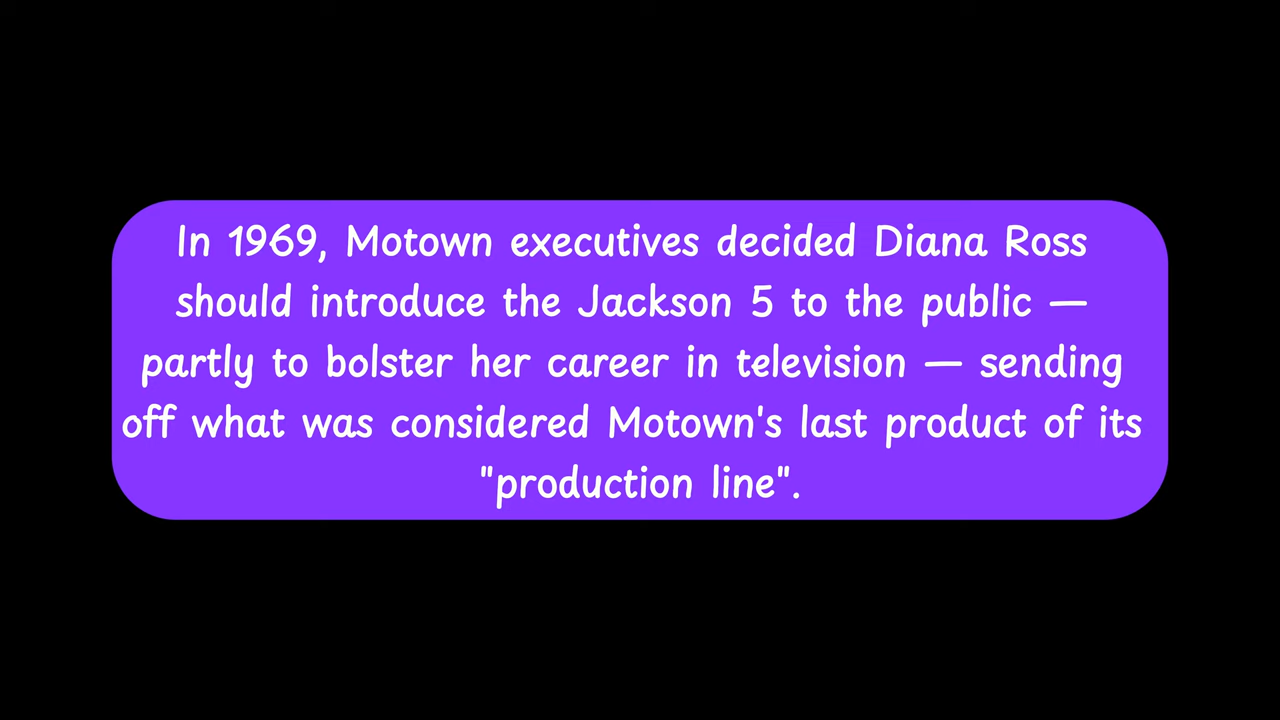 In 1969, Motown executives decided Diana Ross
should introduce the Jackson 5 to the public —
partly to bolster her career in television — sending
off what was considered Motown's last product of its
"production line".